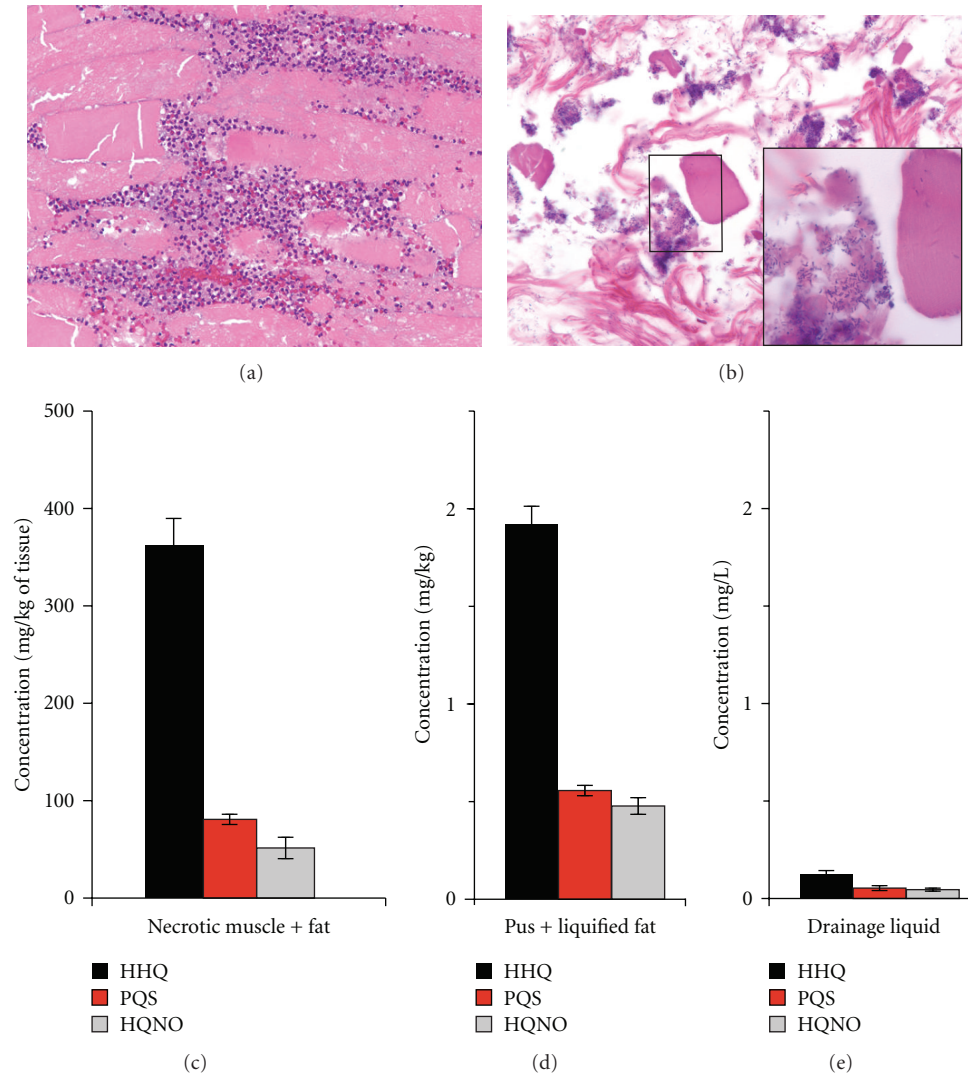 (a)
(b)
Concentration (mg/kg of tissue)
500
400
300
200
100
0
Necrotic muscle + fat
HHQ
PQS
HQNO
(c)
Concentration (mg/kg)
2
1
0
Pus + liquified fat
HHQ
PQS
HQNO
(d)
Concentration (mg/L)
2
1
0
Drainage liquid
HHQ
PQS
HQNO
(e)